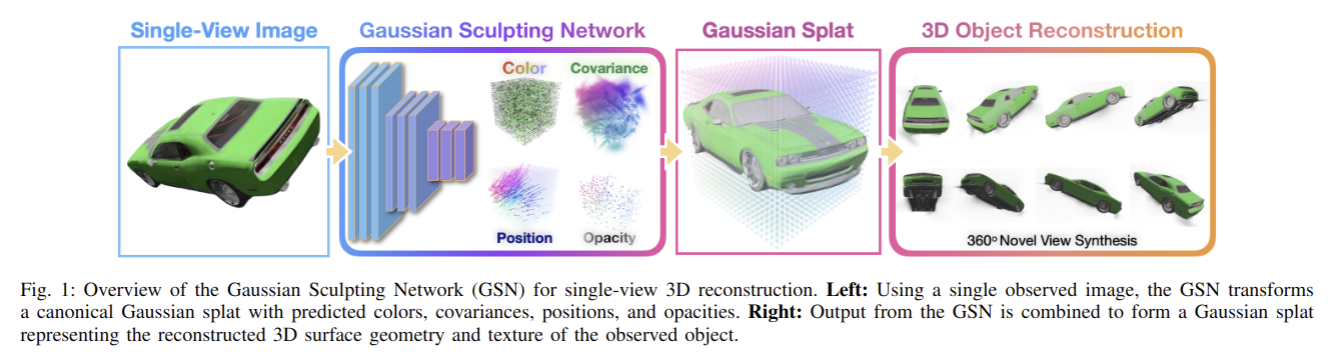 Single-View Image
Gaussian Sculpting Network
Gaussian Splat
3D Object Reconstruction
Color
Covariance
Position
Opacity
360º Novel View Synthesis
Fig. 1: Overview of the Gaussian Sculpting Network (GSN) for single-view 3D reconstruction. Left: Using a single observed image, the GSN transforms
a canonical Gaussian splat with predicted colors, covariances, positions, and opacities. Right: Output from the GSN is combined to form a Gaussian splat
representing the reconstructed 3D surface geometry and texture of the observed object.